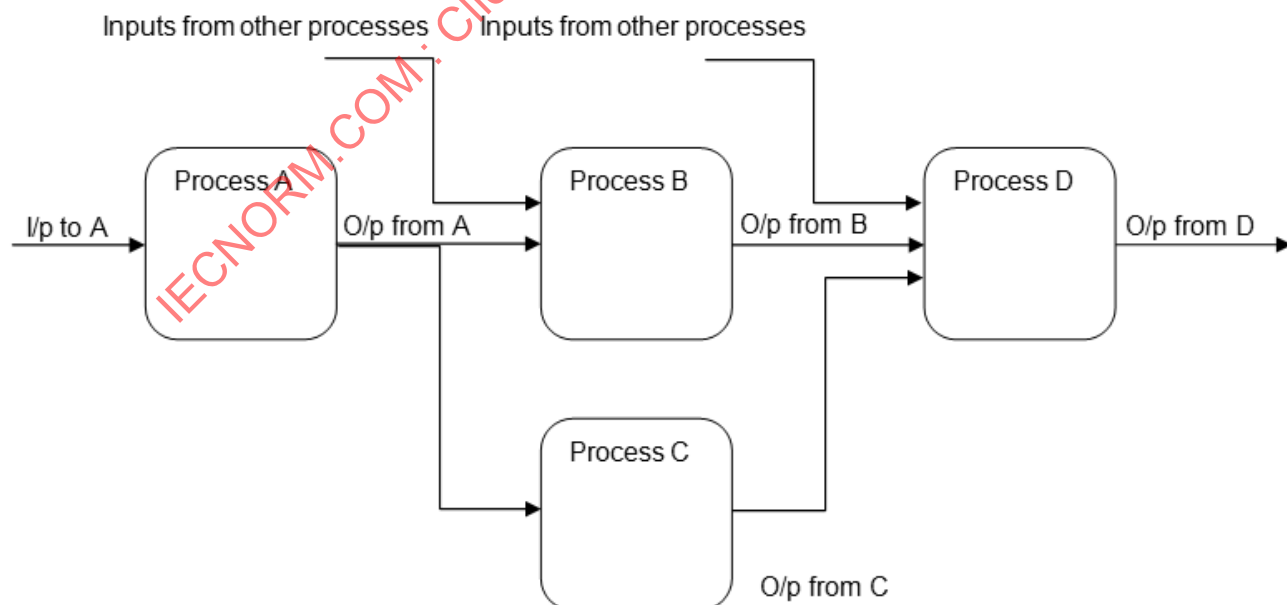 Inputs from other processes
Inputs from other processes
Process A
Process B
Process D
I/p to A
O/p from A
O/p from B
O/p from D
Process C
O/p from C
IECNORM.COM : Clic